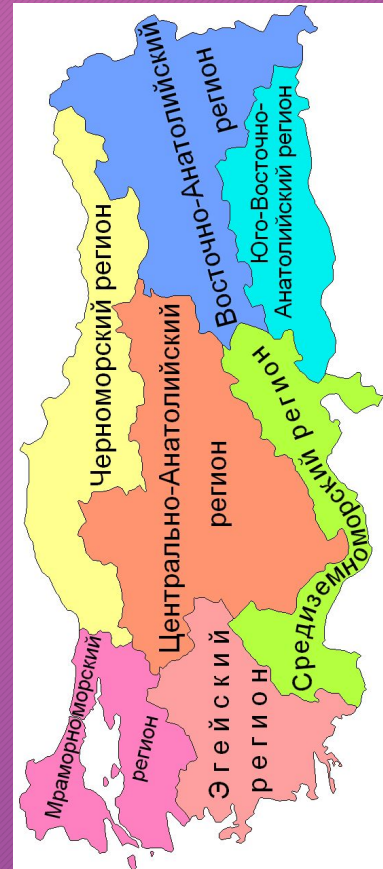 Мраморноморский
регион
Черноморский регион
Эгейский
регион
Центрально-Анатолийский
регион
Средиземноморский регион
Восточно-Анатолийский
регион
Юго-Восточно-
Анатолийский регион